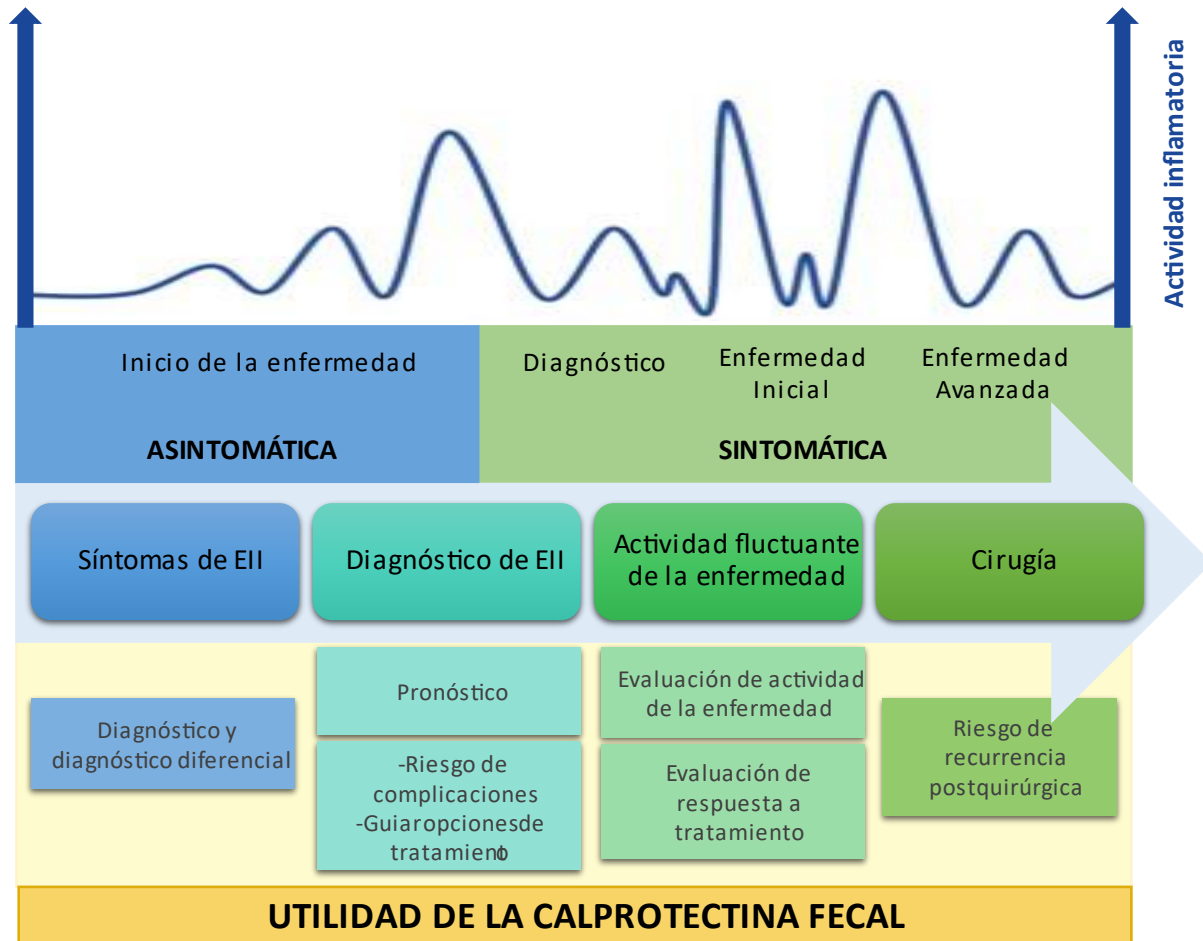 Actividad inflamatoria
Inicio de la enfermedad
Diagnóstico
Enfermedad
Inicial
Enfermedad
Avanzada
ASINTOMÁTICA
SINTOMÁTICA
Síntomas de EII
Diagnóstico de EII
Actividad fluctuante
de la enfermedad
Cirugía
Diagnóstico y
diagnóstico diferencial
Pronóstico
-Riesgo de
complicaciones
-Guiaropcionesde
tratamiento
Evaluación de actividad
de la enfermedad
Evaluación de
respuesta a
tratamiento
Riesgo de
recurrencia
postquirúrgica
UTILIDAD DE LA CALPROTECTINA FECAL